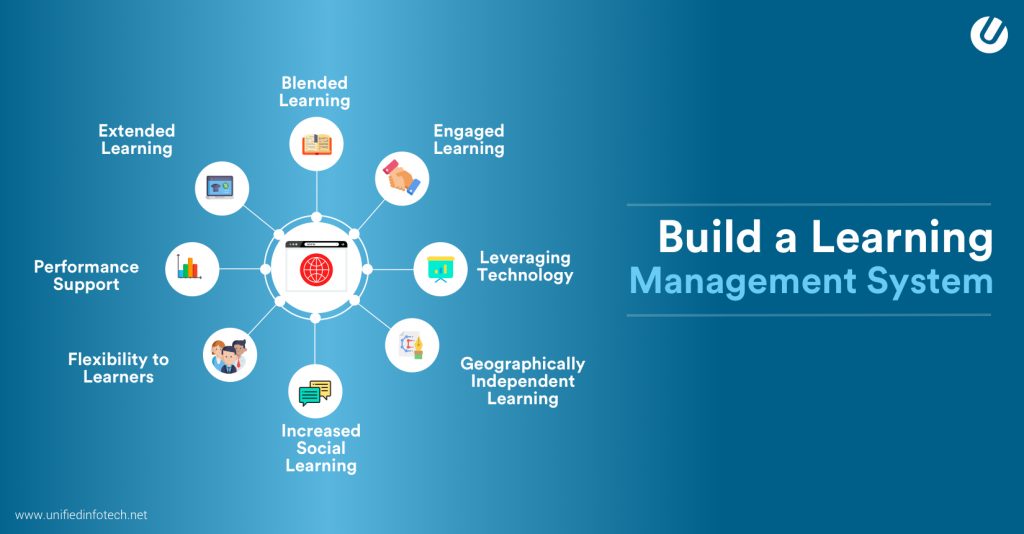 Blended
Learning
Engaged
Learning
Leveraging
Technology
Geographically
Independent
Learning
Increased
Social
Learning
Flexibility to
Learners
Performance
Support
Extended
Learning
Build a Learning
Management System
www.unifiedinfotech.net